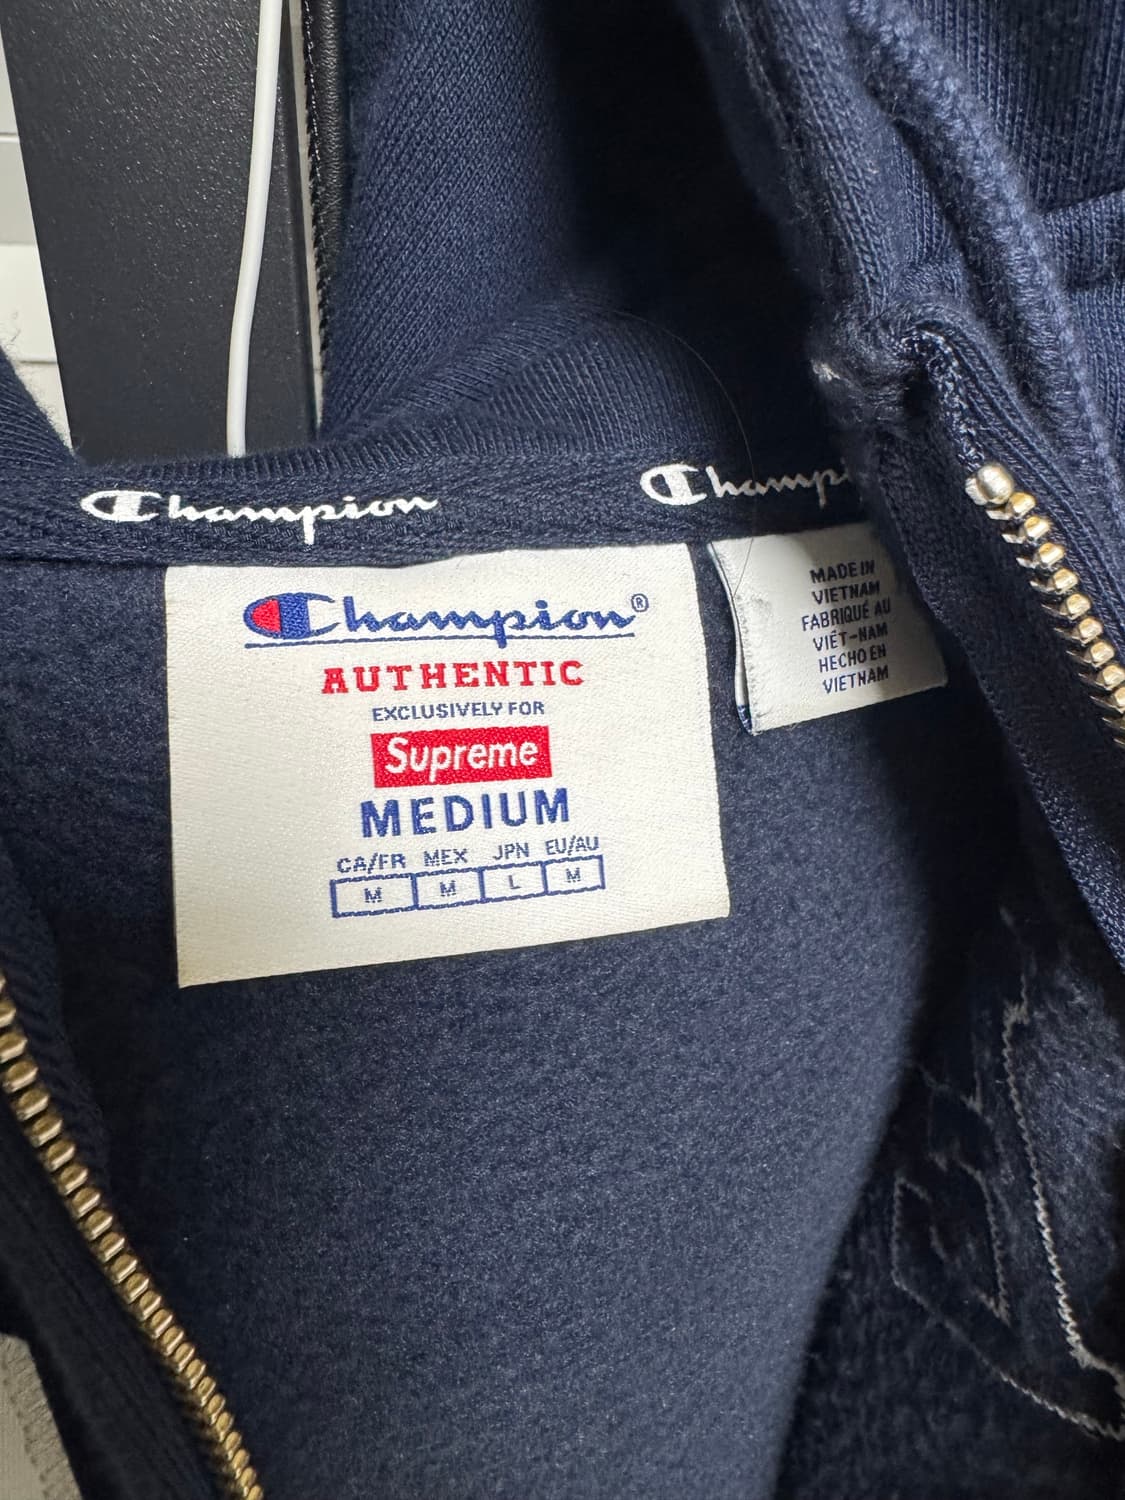 Champion Champi
Champion®
AUTHENTIC
EXCLUSIVELY FOR
Supreme
MEDIUM
CA/FR MEX JPN EU/AU
M M L M
MADE IN
VIETNAM
FABRIQUÉ AU
VIÊT-NAM
HECHO EN
VIETNAM